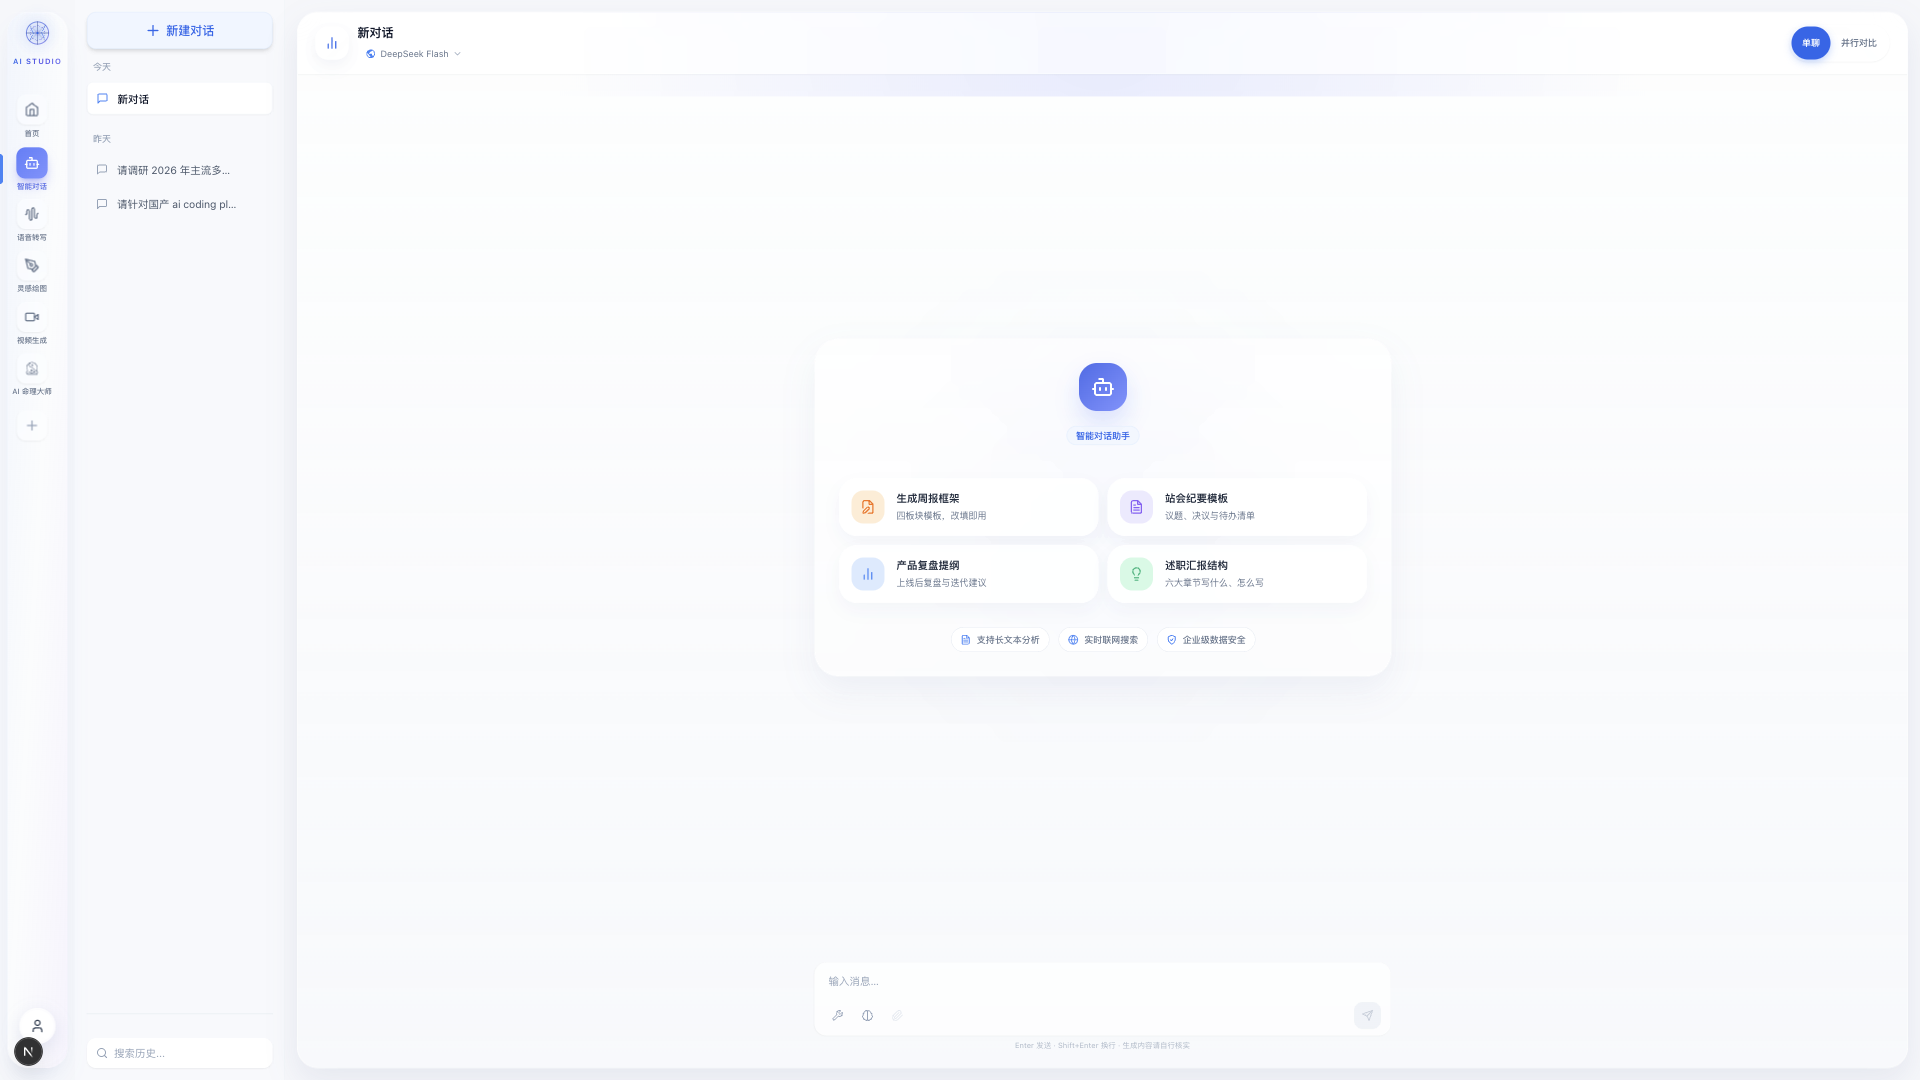 AI STUDIO
首页
智能对话
语音转写
灵感绘图
视频生成
AI 命理大师
N
新建对话
今天
新对话
昨天
请调研 2026 年主流多...
请针对国产 ai coding pl...
搜索历史...
新对话
DeepSeek Flash
单聊
并行对比
智能对话助手
生成周报框架
四板块模板，改填即用
站会纪要模板
议题、决议与待办清单
产品复盘提纲
上线后复盘与迭代建议
述职汇报结构
六大章节写什么、怎么写
支持长文本分析
实时联网搜索
企业级数据安全
输入消息...
Enter 发送 · Shift+Enter 换行 · 生成内容请自行核实